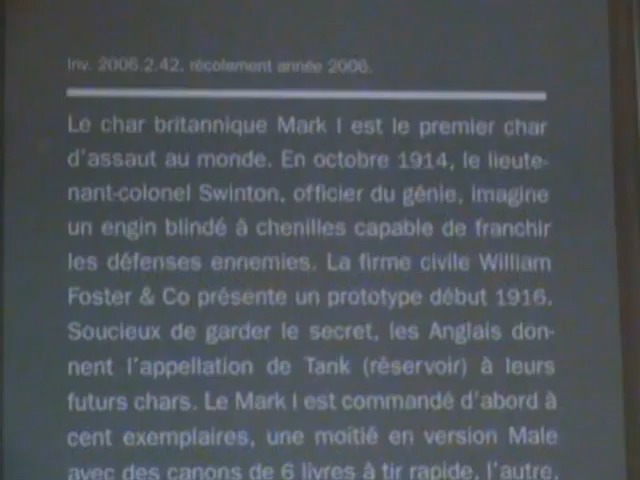 Inv. 2006.2.42, récolement année 2006.
Le char britannique Mark I est le premier char
d'assaut au monde. En octobre 1914, le lieute-
nant-colonel Swinton, officier du génie, imagine
un engin blindé à chenilles capable de franchir
les défenses ennemies. La firme civile William
Foster & Co présente un prototype début 1916.
Soucieux de garder le secret, les Anglais don-
nent l'appellation de Tank (réservoir) à leurs
futurs chars. Le Mark I est commandé d'abord à
cent exemplaires, une moitié en version Male
avec des canons de 6 livres à tir rapide, l'autre,